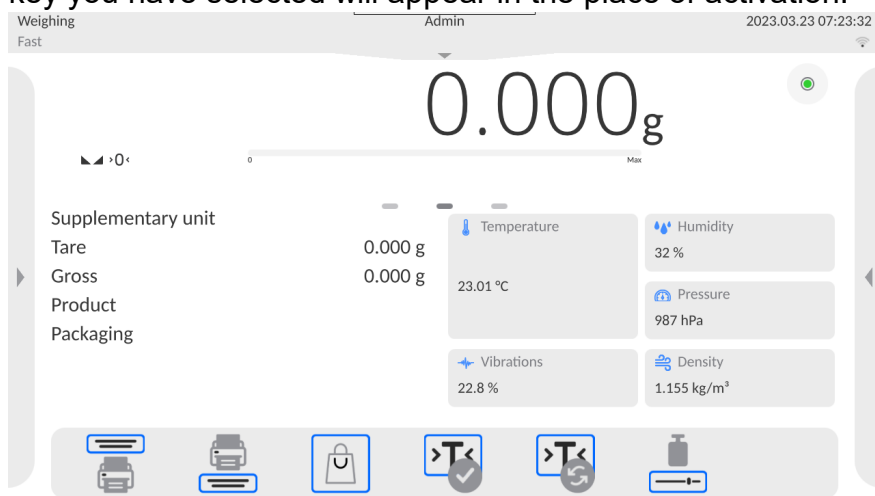 key you have selected will appear in the place of activation.
Weighing Admin 2023.03.23 07:23:32
Fast
0.000 g
>0<
0 Max
Supplementary unit
Tare 0.000 g
Gross 0.000 g
Product
Packaging
Temperature
23.01 °C
Humidity
32 %
Pressure
987 hPa
Vibrations
22.8 %
Density
1.155 kg/m³
>T< >T<